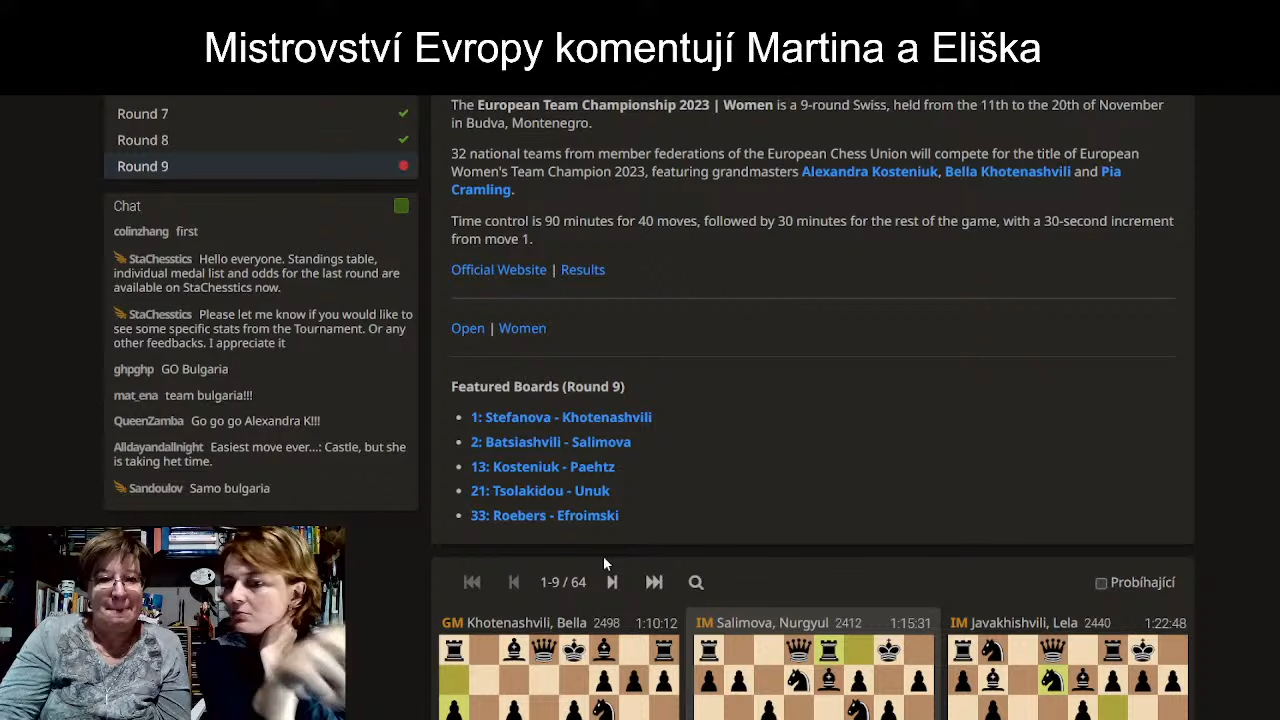 Mistrovství Evropy komentují Martina a Eliška
Round 7
Round 8
Round 9
Chat
colinzhang first
StaChesstics Hello everyone. Standings table,
individual medal list and odds for the last round are
available on StaChesstics now.
StaChesstics Please let me know if you would like to
see some specific stats from the Tournament. Or any
other feedbacks. I appreciate it
ghpghp GO Bulgaria
mat_ena team bulgaria!!!
QueenZamba Go go go Alexandra K!!!
Alldayandallnight Easiest move ever...: Castle, but she
is taking het time.
Sandoulov Samo bulgaria
The European Team Championship 2023 | Women is a 9-round Swiss, held from the 11th to the 20th of November
in Budva, Montenegro.
32 national teams from member federations of the European Chess Union will compete for the title of European
Women's Team Champion 2023, featuring grandmasters Alexandra Kosteniuk, Bella Khotenashvili and Pia
Cramling.
Time control is 90 minutes for 40 moves, followed by 30 minutes for the rest of the game, with a 30-second increment
from move 1.
Official Website | Results
Open | Women
Featured Boards (Round 9)
1: Stefanova - Khotenashvili
2: Batsiashvili - Salimova
13: Kosteniuk - Paehtz
21: Tsolakidou - Unuk
33: Roebers - Efroimski
1-9 / 64
Probíhající
GM Khotenashvili, Bella 2498 1:10:12
IM Salimova, Nurgyul 2412 1:15:31
IM Javakhishvili, Lela 2440 1:22:48